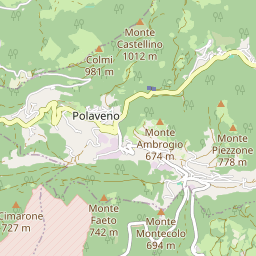 Monte
Castellino
1012 m
Colmi
981 m
Polaveno
Monte
Ambrogio
674 m
Monte
Piezzone
778 m
Cimarone
727 m
Monte
Faeto
742 m
Monte
Montecolo
694 m